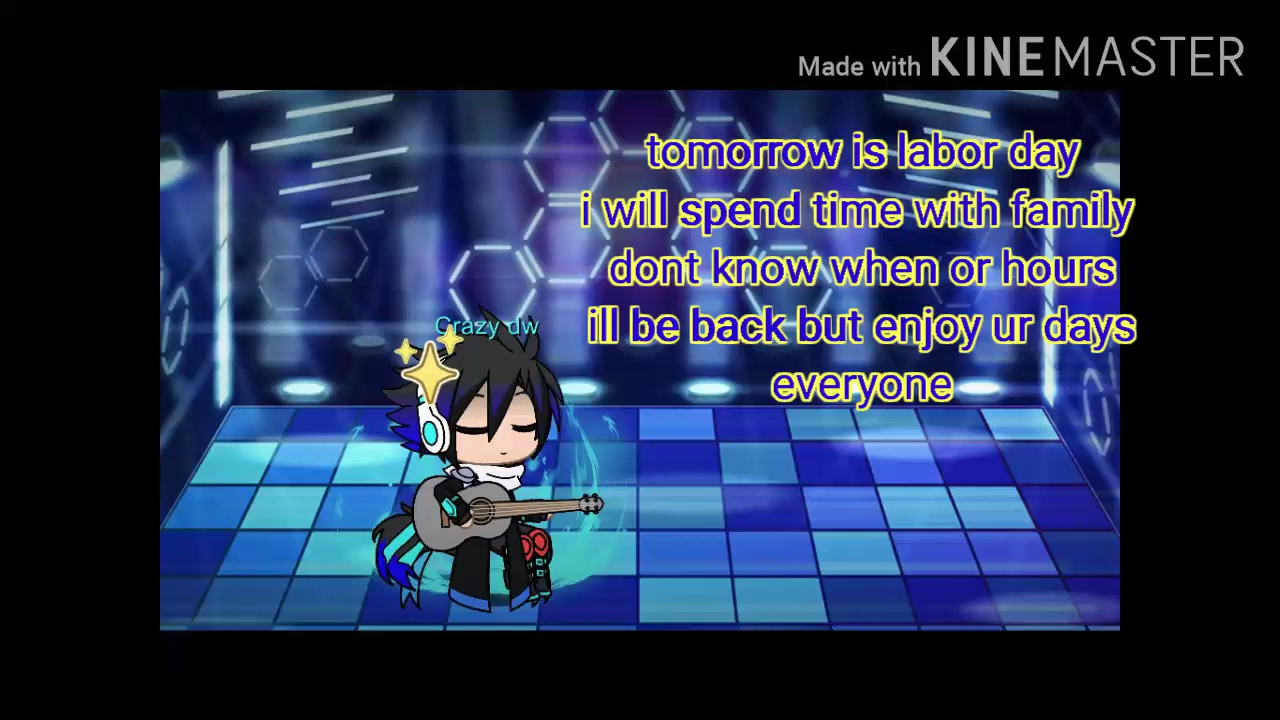 Made with KINEMASTER
tomorrow is labor day
i will spend time with family
dont know when or hours
ill be back but enjoy ur days
everyone
Crazy dw